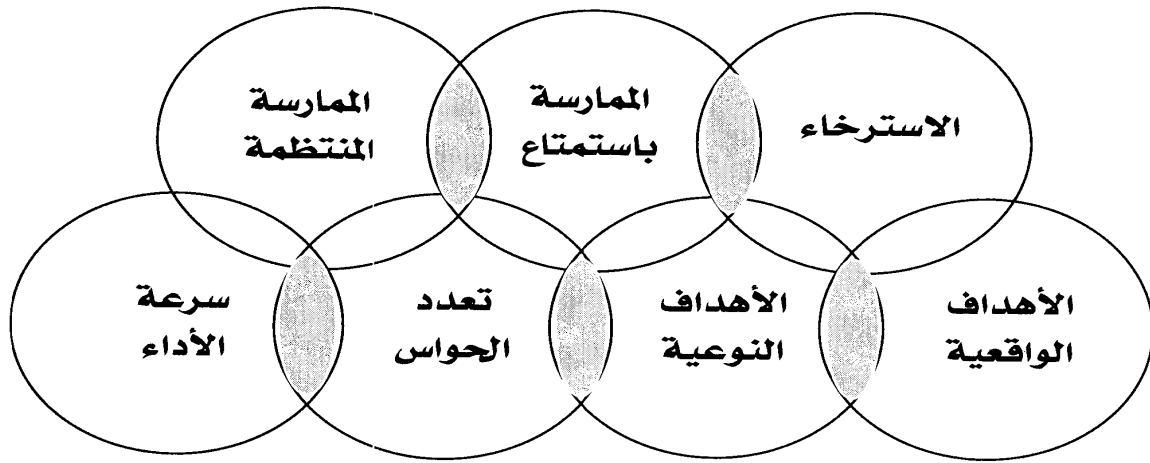 الاسترخاء
الممارسة
باستمتاع
الممارسة
المنتظمة
الأهداف
الواقعية
الأهداف
النوعية
تعدد
الحواس
سرعة
الأداء